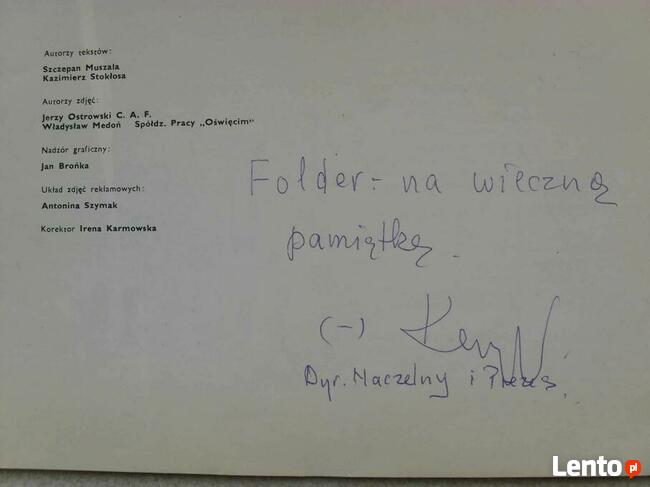 Autorzy tekstów:
Szczepan Muszala
Kazimierz Stokłosa
Autorzy zdjęć:
Jerzy Ostrowski C. A. F.
Władysław Medoń Spółdz. Pracy „Oświęcim"
Nadzór graficzny:
Jan Brońka
Układ zdjęć reklamowych:
Antonina Szymak
Korektor Irena Karmowska
Folder - na wieczną
pamiątkę.
(-)
Dyr. Naczelny i Prezes.
Lento.pl